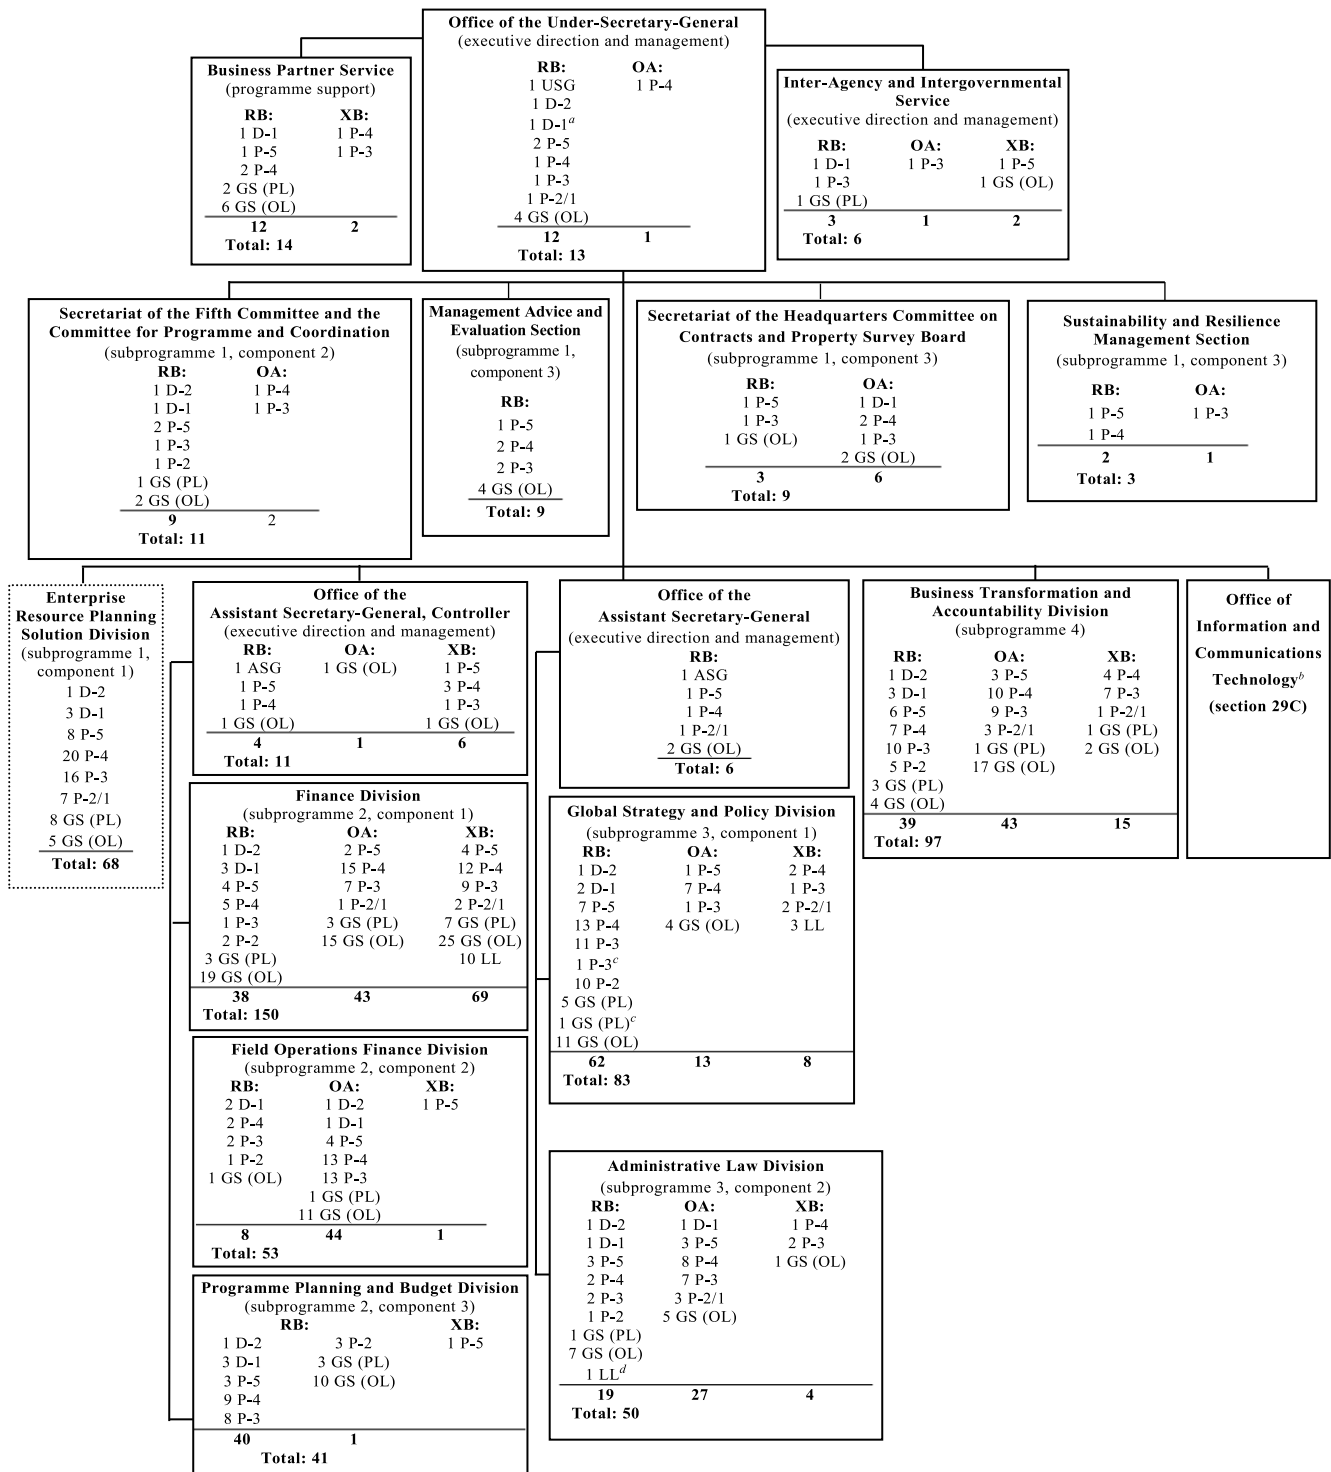 Office of the Under-Secretary-General
(executive direction and management)
RB: OA:
1 USG 1 P-4
1 D-2
1 D-1a
2 P-5
1 P-4
1 P-3
1 P-2/1
4 GS (OL)
12 1
Total: 13
Business Partner Service
(programme support)
RB: XB:
1 D-1 1 P-4
1 P-5 1 P-3
2 P-4
2 GS (PL)
6 GS (OL)
12 2
Total: 14
Inter-Agency and Intergovernmental
Service
(executive direction and management)
RB: OA: XB:
1 D-1 1 P-3 1 P-5
1 P-3 1 GS (OL)
1 GS (PL)
3 1 2
Total: 6
Secretariat of the Fifth Committee and the
Committee for Programme and Coordination
(subprogramme 1, component 2)
RB: OA:
1 D-2 1 P-4
1 D-1 1 P-3
2 P-5
1 P-3
1 P-2
1 GS (PL)
2 GS (OL)
9 2
Total: 11
Management Advice and
Evaluation Section
(subprogramme 1,
component 3)
RB:
1 P-5
2 P-4
2 P-3
4 GS (OL)
Total: 9
Secretariat of the Headquarters Committee on
Contracts and Property Survey Board
(subprogramme 1, component 3)
RB: OA:
1 P-5 1 D-1
1 P-3 2 P-4
1 GS (OL) 1 P-3
2 GS (OL)
3 6
Total: 9
Sustainability and Resilience
Management Section
(subprogramme 1, component 3)
RB: OA:
1 P-5 1 P-3
1 P-4
2 1
Total: 3
Enterprise
Resource Planning
Solution Division
(subprogramme 1,
component 1)
1 D-2
3 D-1
8 P-5
20 P-4
16 P-3
7 P-2/1
8 GS (PL)
5 GS (OL)
Total: 68
Office of the
Assistant Secretary-General, Controller
(executive direction and management)
RB: OA: XB:
1 ASG 1 GS (OL) 1 P-5
1 P-5 3 P-4
1 P-4 1 P-3
1 GS (OL) 1 GS (OL)
4 1 6
Total: 11
Office of the
Assistant Secretary-General
(executive direction and management)
RB:
1 ASG
1 P-5
1 P-4
1 P-2/1
2 GS (OL)
Total: 6
Business Transformation and
Accountability Division
(subprogramme 4)
RB: OA: XB:
1 D-2 3 P-5 4 P-4
3 D-1 10 P-4 7 P-3
6 P-5 9 P-3 1 P-2/1
7 P-4 3 P-2/1 1 GS (PL)
10 P-3 1 GS (PL) 2 GS (OL)
5 P-2 17 GS (OL)
3 GS (PL)
4 GS (OL)
39 43 15
Total: 97
Office of
Information and
Communications
Technologyb
(section 29C)
Finance Division
(subprogramme 2, component 1)
RB: OA: XB:
1 D-2 2 P-5 4 P-5
3 D-1 15 P-4 12 P-4
4 P-5 7 P-3 9 P-3
5 P-4 1 P-2/1 2 P-2/1
1 P-3 3 GS (PL) 7 GS (PL)
2 P-2 15 GS (OL) 25 GS (OL)
3 GS (PL) 10 LL
19 GS (OL)
38 43 69
Total: 150
Global Strategy and Policy Division
(subprogramme 3, component 1)
RB: OA: XB:
1 D-2 1 P-5 2 P-4
2 D-1 7 P-4 1 P-3
7 P-5 1 P-3 2 P-2/1
13 P-4 4 GS (OL) 3 LL
11 P-3
1 P-3c
10 P-2
5 GS (PL)
1 GS (PL)c
11 GS (OL)
62 13 8
Total: 83
Field Operations Finance Division
(subprogramme 2, component 2)
RB: OA: XB:
2 D-1 1 D-2 1 P-5
2 P-4 1 D-1
2 P-3 4 P-5
1 P-2 13 P-4
1 GS (OL) 13 P-3
1 GS (PL)
11 GS (OL)
8 44 1
Total: 53
Administrative Law Division
(subprogramme 3, component 2)
RB: OA: XB:
1 D-2 1 D-1 1 P-4
1 D-1 3 P-5 2 P-3
3 P-5 8 P-4 1 GS (OL)
2 P-4 7 P-3
2 P-3 3 P-2/1
1 P-2 5 GS (OL)
1 GS (PL)
7 GS (OL)
1 LLd
19 27 4
Total: 50
Programme Planning and Budget Division
(subprogramme 2, component 3)
RB: XB:
1 D-2 3 P-2 1 P-5
3 D-1 3 GS (PL)
3 P-5 10 GS (OL)
9 P-4
8 P-3
40 1
Total: 41